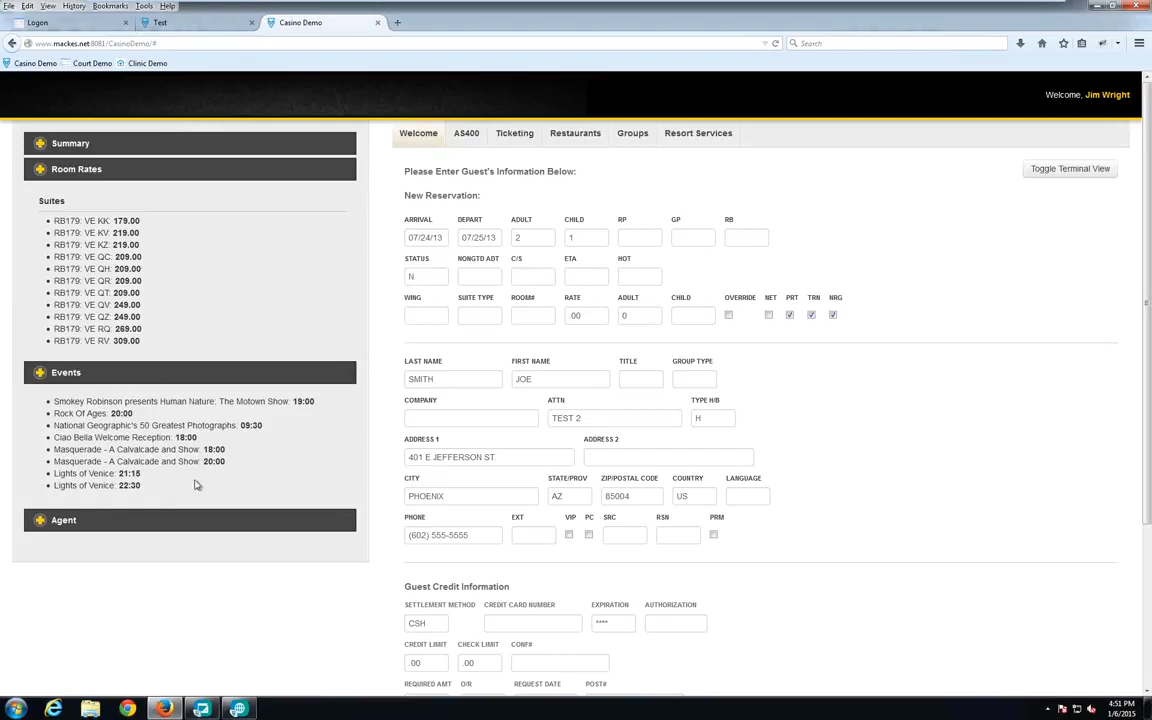 File Edit View History Bookmarks Tools Help
Logon × Test × Casino Demo × +
www.mackes.net:8081/CasinoDemo/# Search
Casino Demo Court Demo Clinic Demo
Welcome, Jim Wright
Summary
Room Rates
Suites
RB179: VE KK: 179.00
RB179: VE KV: 219.00
RB179: VE KZ: 219.00
RB179: VE QC: 209.00
RB179: VE QH: 209.00
RB179: VE QR: 209.00
RB179: VE QT: 209.00
RB179: VE QV: 249.00
RB179: VE QZ: 249.00
RB179: VE RQ: 269.00
RB179: VE RV: 309.00
Events
Smokey Robinson presents Human Nature: The Motown Show: 19:00
Rock Of Ages: 20:00
National Geographic's 50 Greatest Photographs: 09:30
Ciao Bella Welcome Reception: 18:00
Masquerade - A Calvalcade and Show: 18:00
Masquerade - A Calvalcade and Show: 20:00
Lights of Venice: 21:15
Lights of Venice: 22:30
Agent
Welcome AS400 Ticketing Restaurants Groups Resort Services
Please Enter Guest's Information Below:
Toggle Terminal View
New Reservation:
ARRIVAL DEPART ADULT CHILD RP GP RB
07/24/13 07/25/13 2 1
STATUS NONGTD ADT C/S ETA HOT
N
WING SUITE TYPE ROOM# RATE ADULT CHILD OVERRIDE NET PRT TRN NRG
.00 0
LAST NAME FIRST NAME TITLE GROUP TYPE
SMITH JOE
COMPANY ATTN TYPE H/B
TEST 2 H
ADDRESS 1 ADDRESS 2
401 E JEFFERSON ST.
CITY STATE/PROV ZIP/POSTAL CODE COUNTRY LANGUAGE
PHOENIX AZ 85004 US
PHONE EXT VIP PC SRC RSN PRM
(602) 555-5555
Guest Credit Information
SETTLEMENT METHOD CREDIT CARD NUMBER EXPIRATION AUTHORIZATION
CSH ****
CREDIT LIMIT CHECK LIMIT CONF#
.00 .00
REQUIRED AMT O/R REQUEST DATE POST#
4:51 PM
1/6/2015